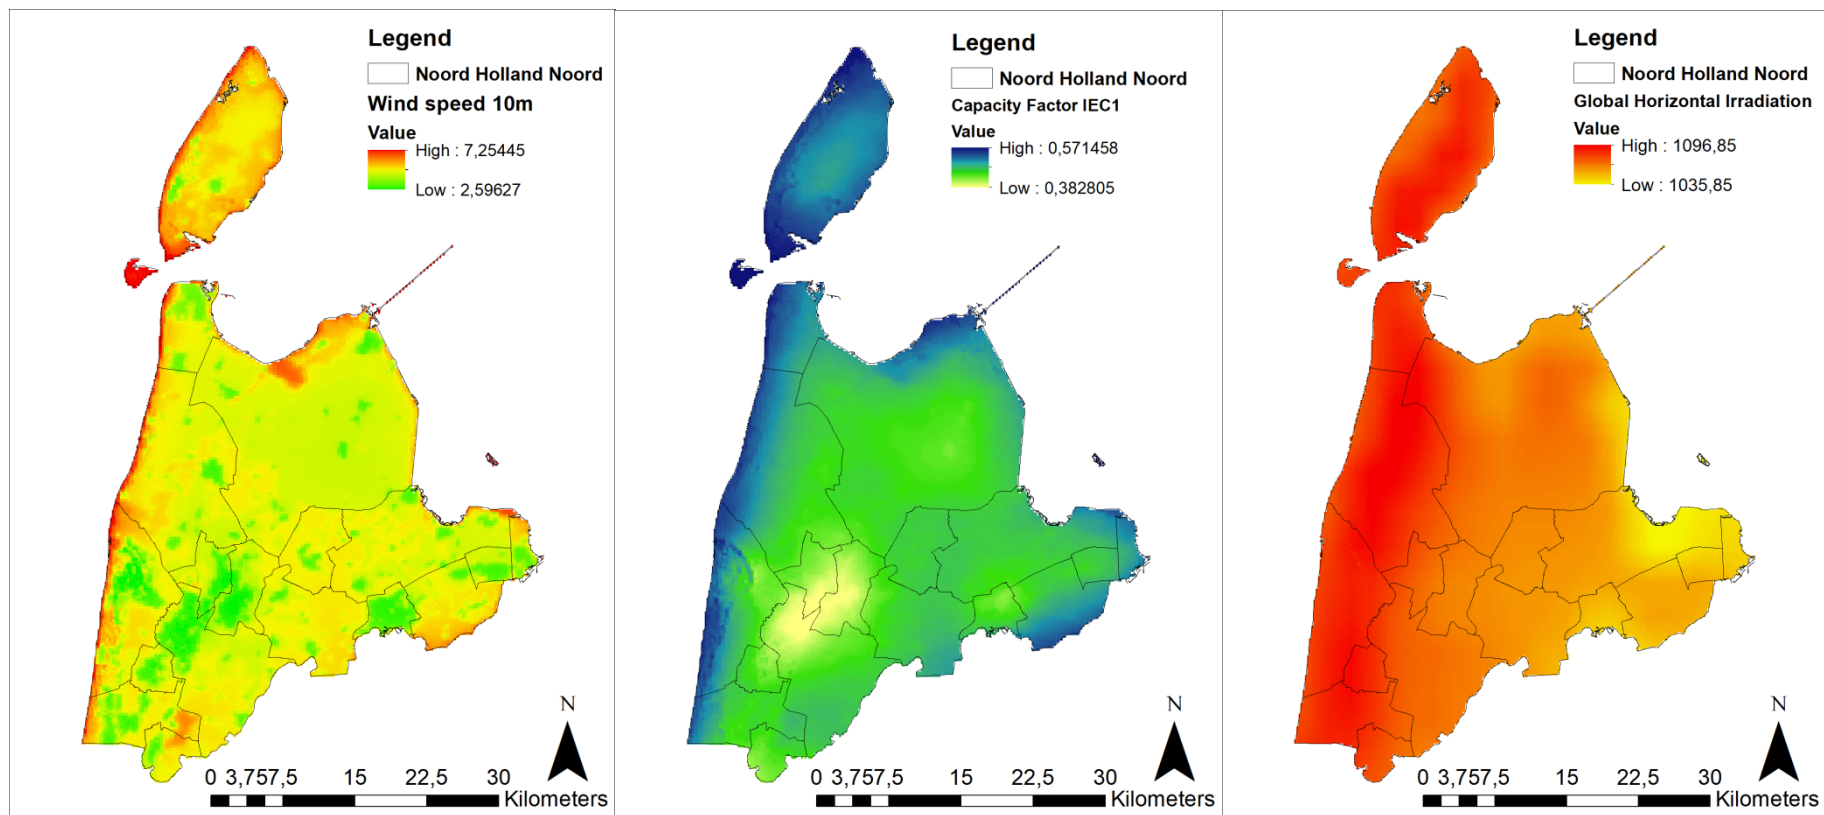 Legend
Noord Holland Noord
Wind speed 10m
Value
High : 7,25445
Low : 2,59627
N
0 3,757,5 15 22,5 30
Kilometers
Legend
Noord Holland Noord
Capacity Factor IEC1
Value
High : 0,571458
Low : 0,382805
N
0 3,757,5 15 22,5 30
Kilometers
Legend
Noord Holland Noord
Global Horizontal Irradiation
Value
High : 1096,85
Low : 1035,85
N
0 3,757,5 15 22,5 30
Kilometers